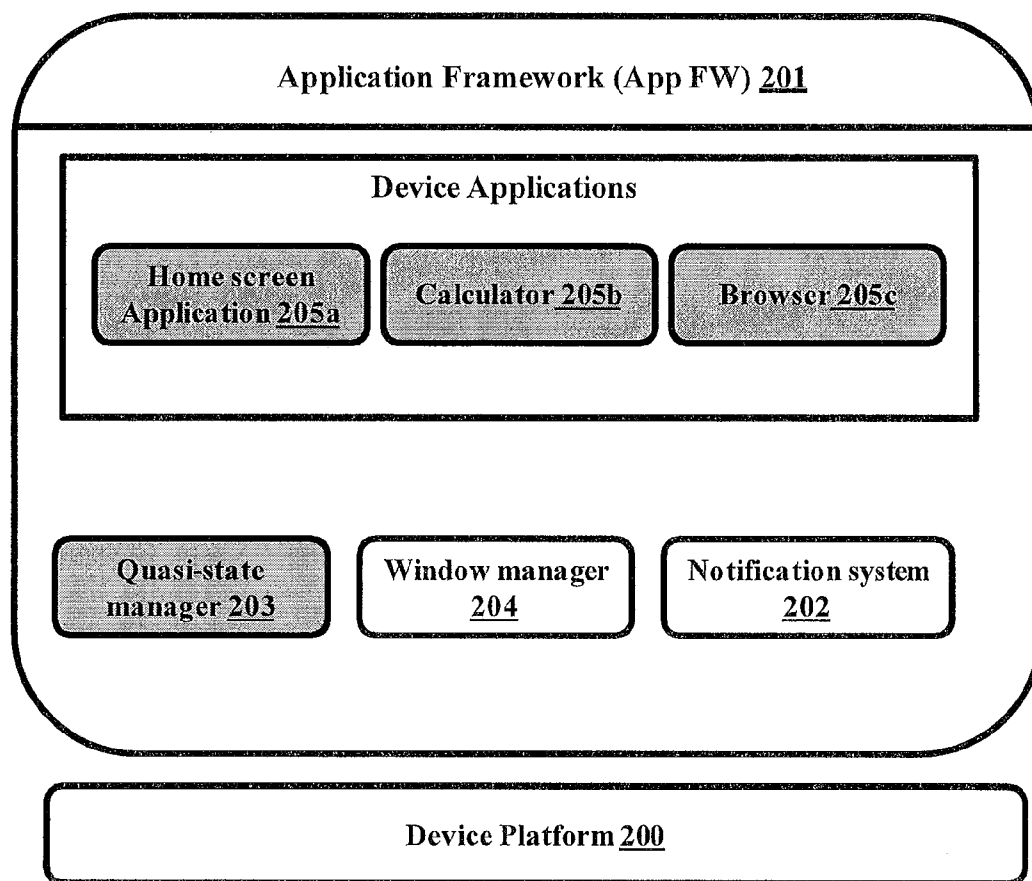 Application Framework (App FW) 201
Device Applications
Home screen
Application 205a
Calculator 205b
Browser 205c
Quasi-state
manager 203
Window manager
204
Notification system
202
Device Platform 200